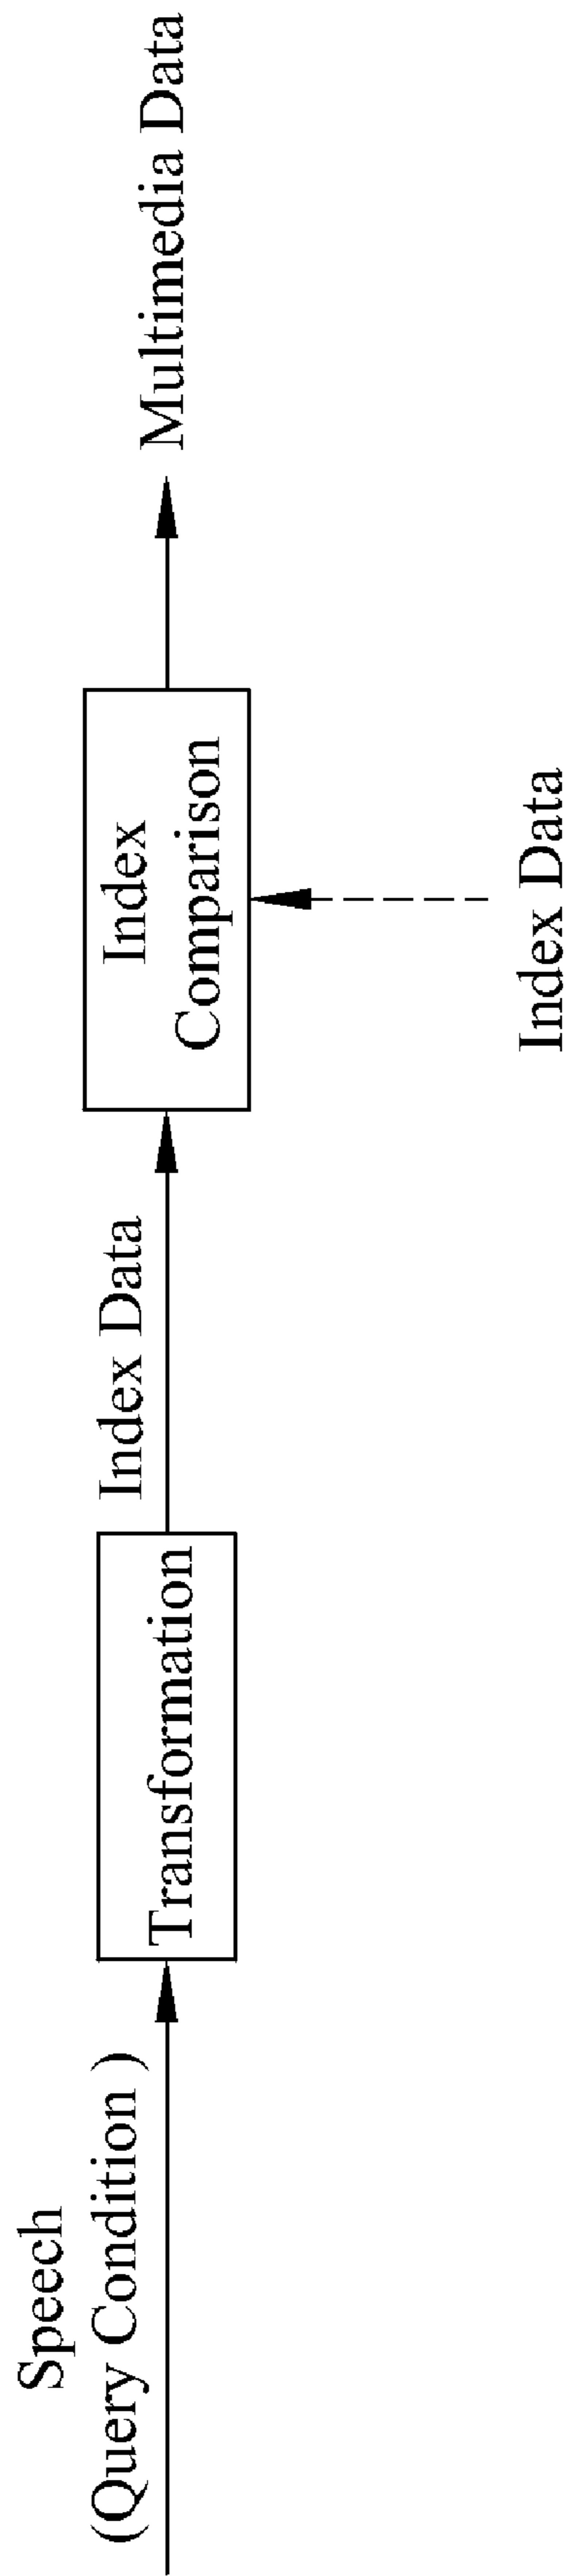 Speech
(Query Condition )
Transformation
Index Data
Index
Comparison
Multimedia Data
Index Data